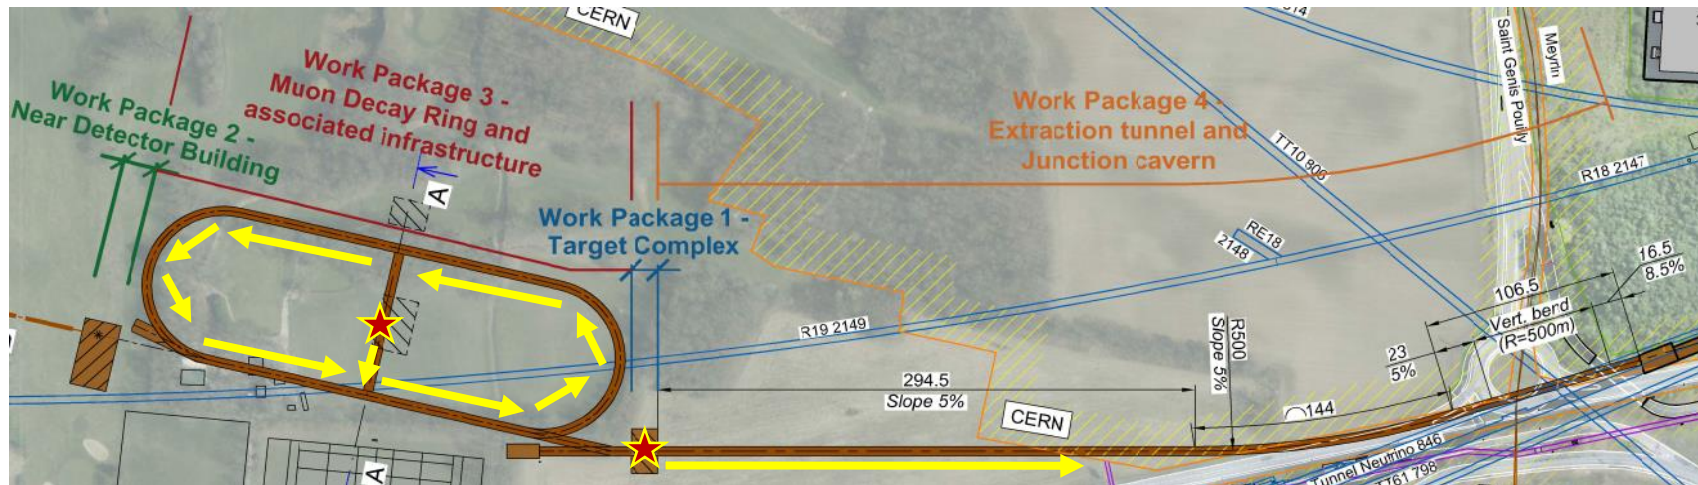 CERN
Work Package 3 -
Muon Decay Ring and
associated infrastructure
Work Package 2 -
Near Detector Building
Work Package 1 -
Target Complex
Work Package 4 -
Extraction tunnel and
Junction cavern
Saint Genis Pouilly
Meyrin
A
A
TT10 806
R18 2147
RE18
2148
R19 2149
294.5
Slope 5%
R500
Slope 5%
144
23
5%
106.5
Vert. bend
(R=500m)
16.5
8.5%
CERN
Tunnel Neutrino 846
TT61 798